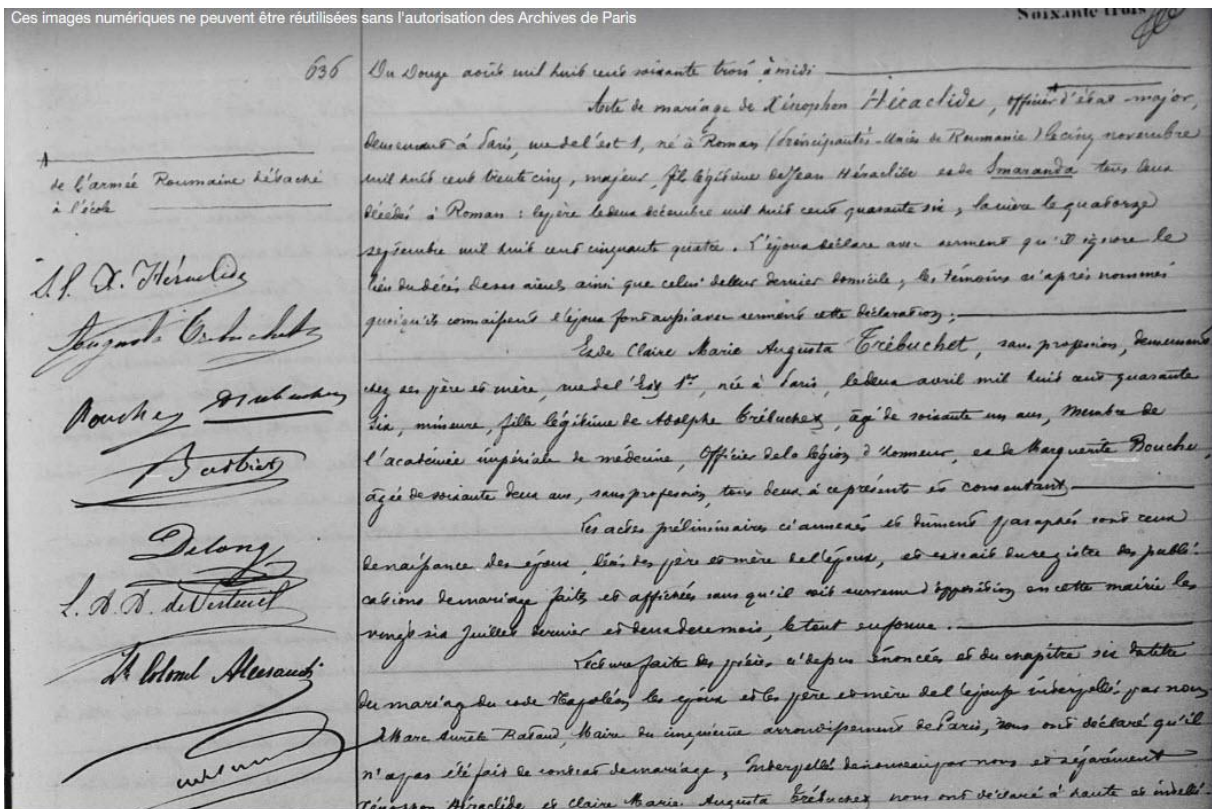 Ces images numériques ne peuvent être réutilisées sans l'autorisation des Archives de Paris
Soixante trois
636
Du Douze août mil huit cent soixante trois à midi
Acte de mariage de Xénophon Héraclide, officier d'état-major,
demeurant à Paris, rue de l'est 1, né à Roman (Principautés-Unies de Roumanie) le cinq novembre
mil huit cent trente cinq, majeur, fils légitime de Jean Héraclide et de Smaranda tous deux
décédés à Roman : le père le deux décembre mil huit cent quarante six, la mère le quatorze
septembre mil huit cent cinquante quatre. L'époux déclare avec serment qu'il ignore le
lieu du décès de ses aieuls ainsi que celui de leur dernier domicile, les témoins ci après nommés
quoiqu'ils connaissent l'époux font aussi avec serment cette déclaration.
Et de Claire Marie Augusta Trébuchet, sans profession, demeurant
chez ses père et mère, rue de l'Est 1er, née à Paris, le deux avril mil huit cent quarante
six, mineure, fille légitime de Adolphe Trébuchet, âgé de soixante un ans, Membre de
l'académie impériale de médecine, Officier de la légion d'honneur, et de Marguerite Bouche,
âgée de soixante deux ans, sans profession, tous deux à ce présents et consentant
Les actes préliminaires ci annexés et dûment paraphés sont ceux
de naissance des époux, des père et mère de l'époux, et extrait du registre des publi-
cations de mariage faites et affichées sans qu'il soit survenu d'opposition en cette mairie les
vingt six Juillet dernier et deux de ce mois, le tout en forme.
Lecture faite des pièces ci dessus énoncées et du chapitre six du titre
du mariage du code Napoléon les époux et les père et mère de l'épouse interpellés par nous
Marc Aurèle Rataud, Maire du cinquième arrondissement de Paris, nous ont déclaré qu'il
n'a pas été fait de contrat de mariage, Interpellés de nouveau par nous et séparément
Xénophon Héraclide et Claire Marie Augusta Trébuchet nous ont déclaré à haute et intelli-
de l'armée Roumaine détaché
à l'école
X. Héraclide
Augusta Trebuchet
Bouche Trebuchet
Barbier
Delong
L. D. D. de Verteuil
Lt Colonel Alecsandri